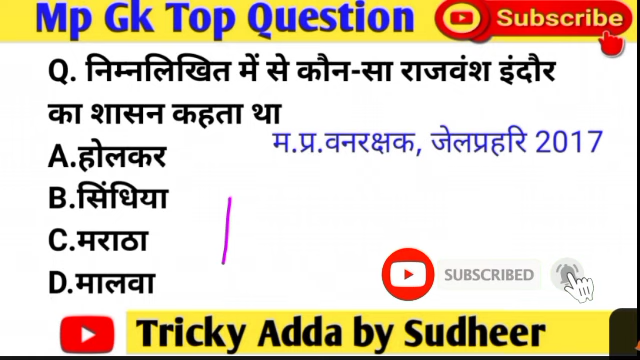 Mp Gk Top Question
Subscribe
Q. निम्नलिखित में से कौन-सा राजवंश इंदौर
का शासन कहता था
म.प्र.वनरक्षक, जेलप्रहरि 2017
A.होलकर
B.सिंधिया
C.मराठा
D.मालवा
SUBSCRIBED
Tricky Adda by Sudheer